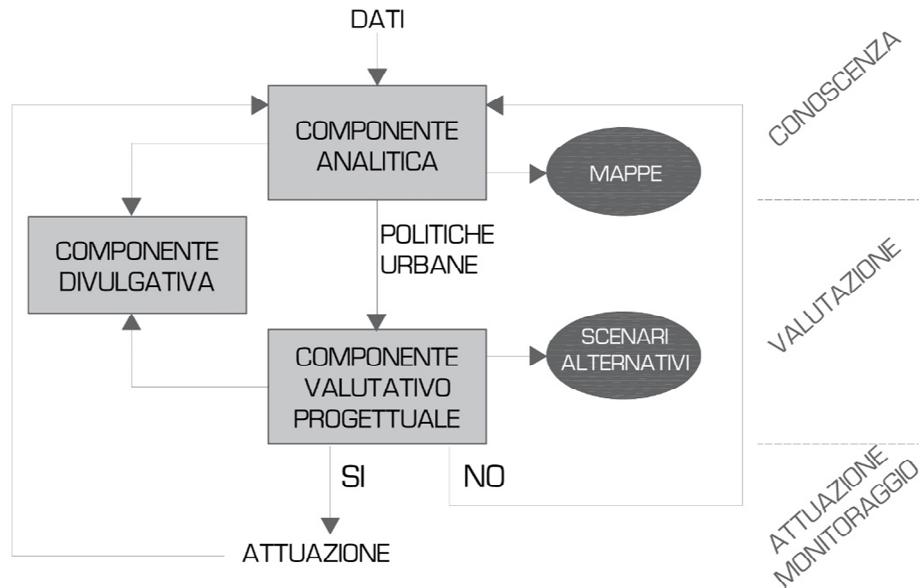 DATI
COMPONENTE
ANALITICA
MAPPE
CONOSCENZA
COMPONENTE
DIVULGATIVA
POLITICHE
URBANE
VALUTAZIONE
COMPONENTE
VALUTATIVO
PROGETTUALE
SCENARI
ALTERNATIVI
SI
NO
ATTUAZIONE
ATTUAZIONE
MONITORAGGIO